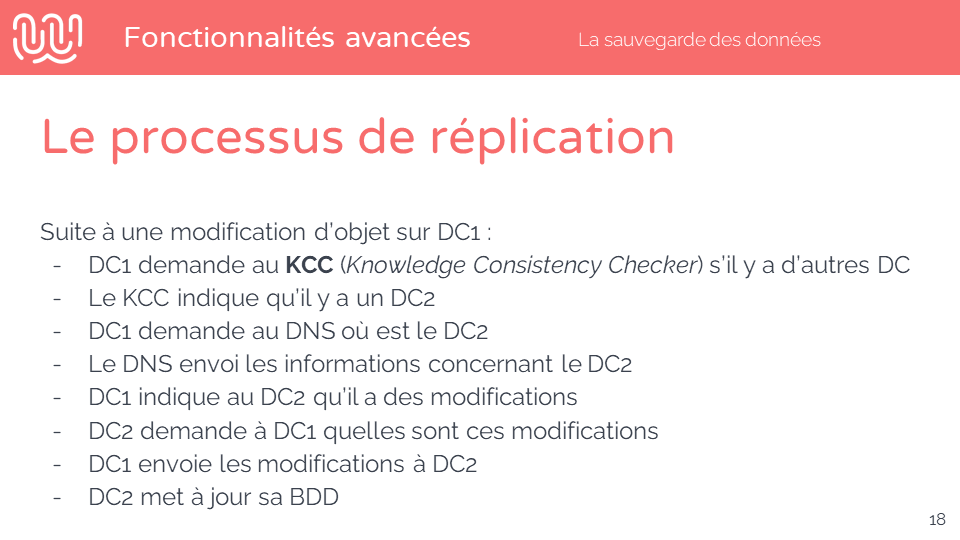 Fonctionnalités avancées
La sauvegarde des données
Le processus de réplication
Suite à une modification d’objet sur DC1 :
- DC1 demande au KCC (Knowledge Consistency Checker) s’il y a d’autres DC
- Le KCC indique qu’il y a un DC2
- DC1 demande au DNS où est le DC2
- Le DNS envoi les informations concernant le DC2
- DC1 indique au DC2 qu’il a des modifications
- DC2 demande à DC1 quelles sont ces modifications
- DC1 envoie les modifications à DC2
- DC2 met à jour sa BDD
18